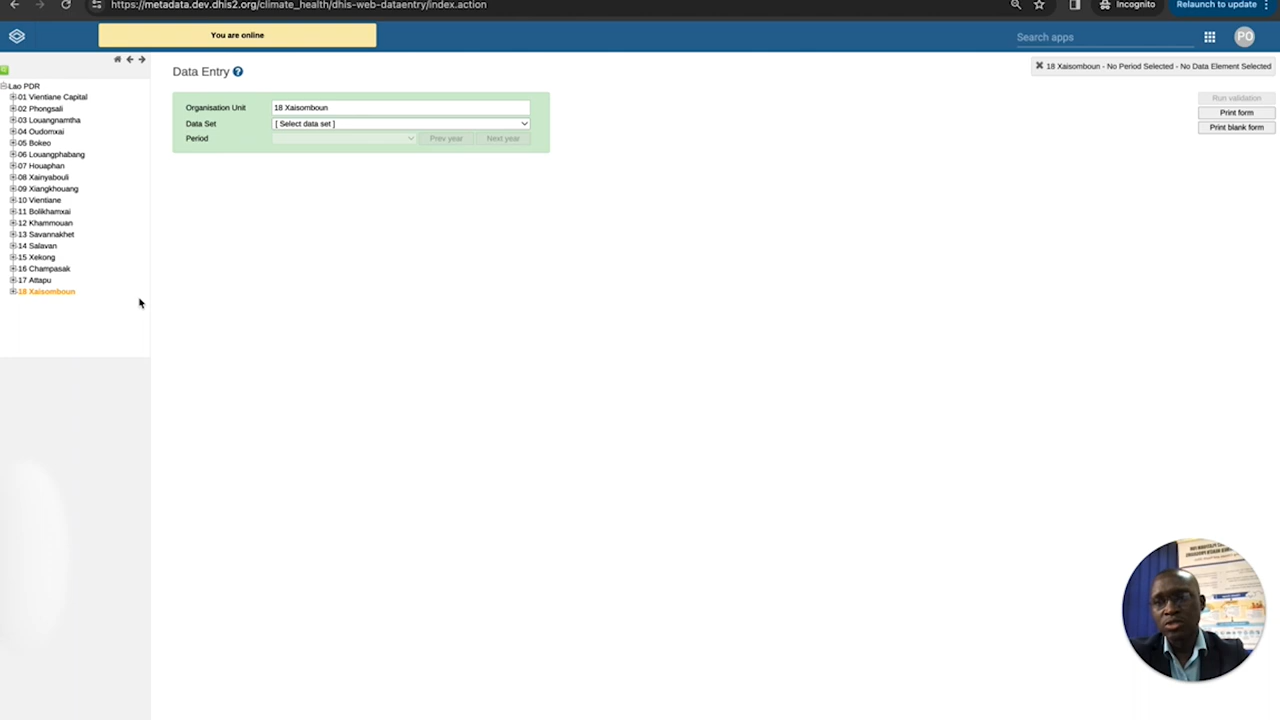 https://metadata.dev.dhis2.org/climate_health/dhis-web-dataentry/index.action
Incognito
Relaunch to update
You are online
Search apps
PO
Lao PDR
01 Vientiane Capital
02 Phongsali
03 Louangnamtha
04 Oudomxai
05 Bokeo
06 Louangphabang
07 Houaphan
08 Xainyabouli
09 Xiangkhouang
10 Vientiane
11 Bolikhamxai
12 Khammouan
13 Savannakhet
14 Salavan
15 Xekong
16 Champasak
17 Attapu
18 Xaisomboun
Data Entry
18 Xaisomboun - No Period Selected - No Data Element Selected
Organisation Unit 18 Xaisomboun
Data Set [ Select data set ]
Period Prev year Next year
Run validation
Print form
Print blank form